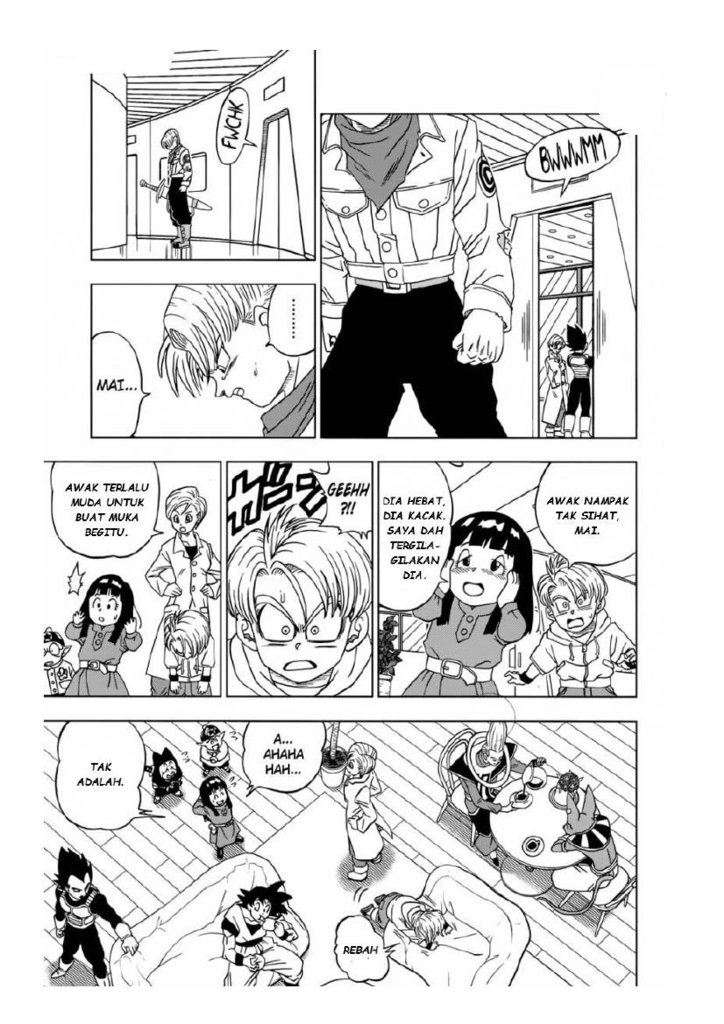 FWCHK
BWWWMM
.........
MAI...
AWAK TERLALU
MUDA UNTUK
BUAT MUKA
BEGITU.
GEEHH
?!!
DIA HEBAT,
DIA KACAK.
SAYA DAH
TERGILA-
GILAKAN
DIA.
AWAK NAMPAK
TAK SIHAT,
MAI.
TAK
ADALAH.
A...
AHAHA
HAH...
REBAH